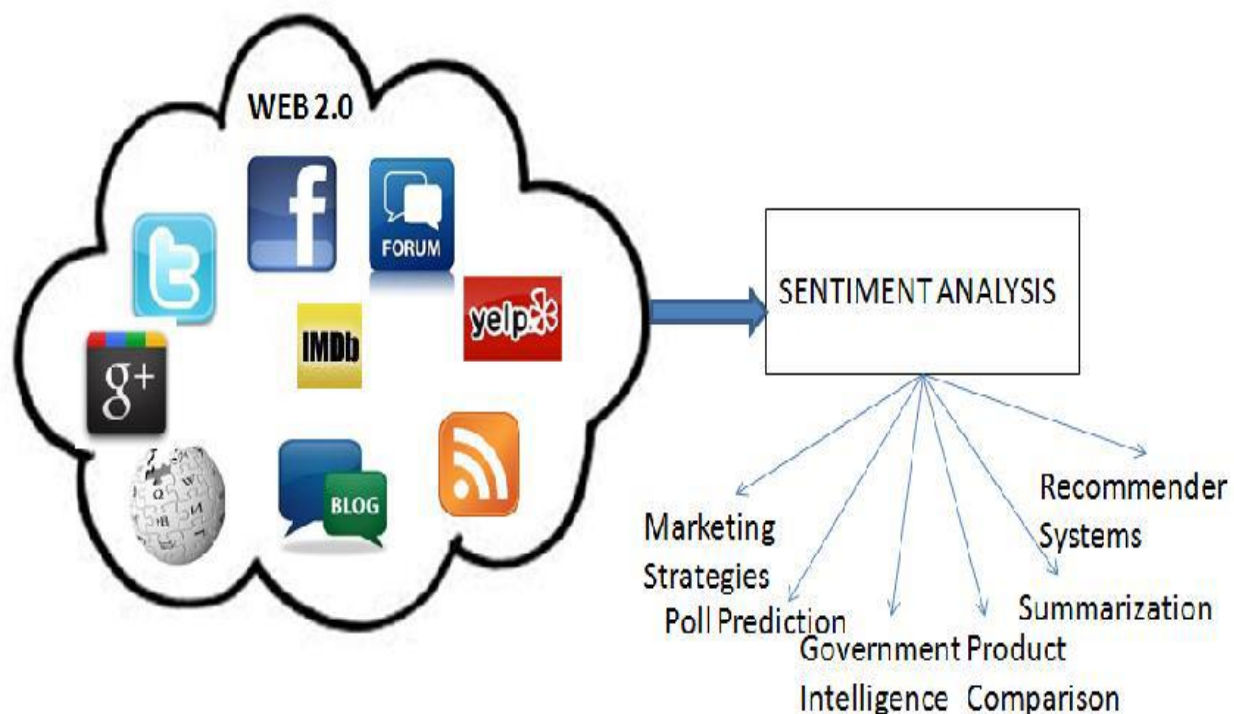 WEB 2.0
f
FORUM
t
yelp
IMDb
g+
SENTIMENT ANALYSIS
W
Ω
И
BLOG
Recommender
Systems
Marketing
Strategies
Summarization
Poll Prediction
Government
Intelligence
Product
Comparison